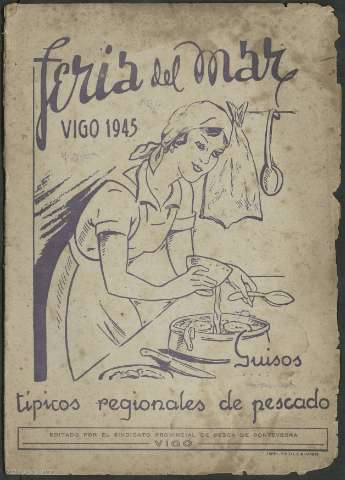 feria del mar
VIGO 1945
Guisos
típicos regionales de pescado
EDITADO POR EL SINDICATO PROVINCIAL DE PESCA DE PONTEVEDRA
VIGO